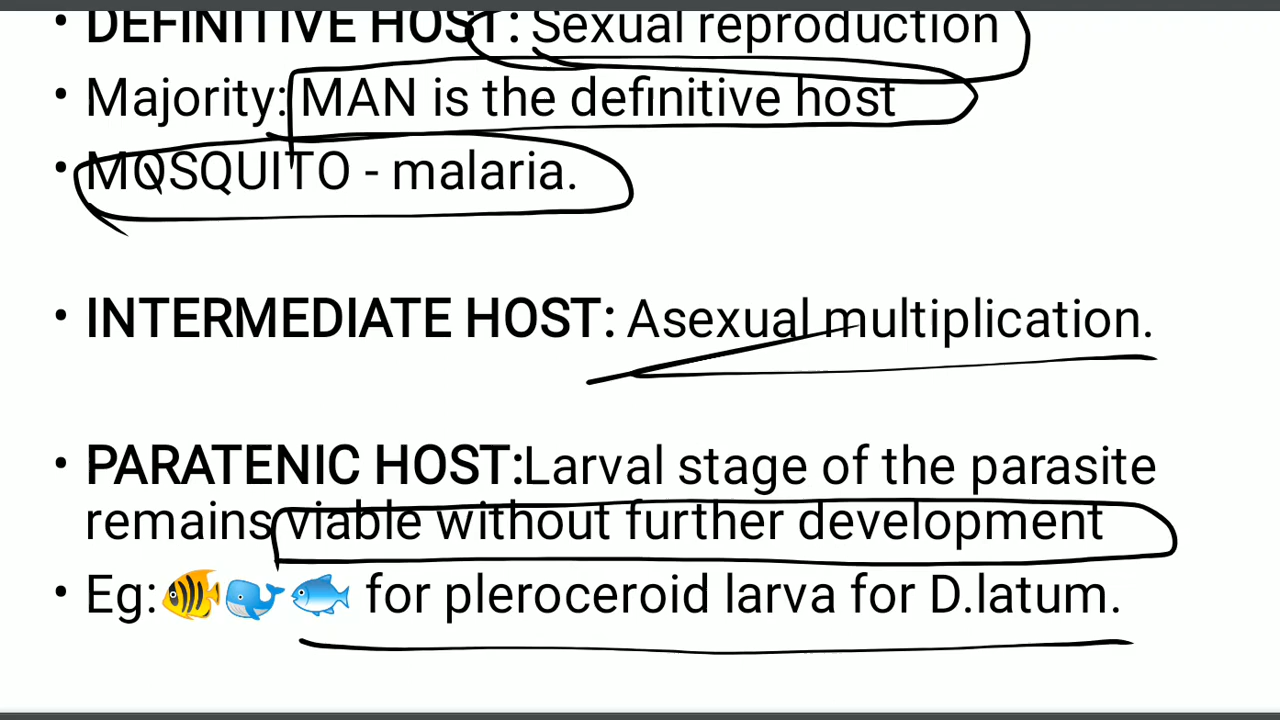 • DEFINITIVE HOST: Sexual reproduction
• Majority: MAN is the definitive host
• MOSQUITO - malaria.
• INTERMEDIATE HOST: Asexual multiplication.
• PARATENIC HOST:Larval stage of the parasite
remains viable without further development
• Eg:🐠🐳🐟 for pleroceroid larva for D.latum.